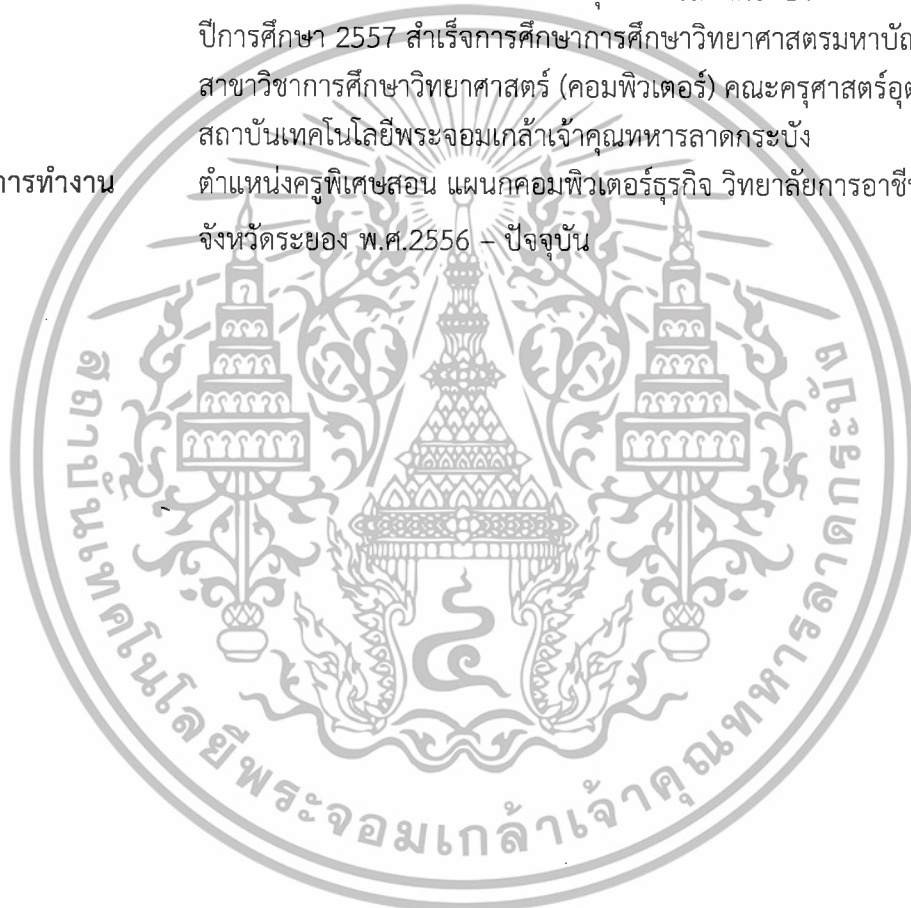 ปีการศึกษา 2557 สำเร็จการศึกษาการศึกษาวิทยาศาสตรมหาบัณ
สาขาวิชาการศึกษาวิทยาศาสตร์ (คอมพิวเตอร์) คณะครุศาสตร์อุต
สถาบันเทคโนโลยีพระจอมเกล้าเจ้าคุณทหารลาดกระบัง
การทำงาน ตำแหน่งครูพิเศษสอน แผนกคอมพิวเตอร์ธุรกิจ วิทยาลัยการอาชีพ
จังหวัดระยอง พ.ศ.2556 – ปัจจุบัน
๔
สถาบันเทคโนโลยีพระจอมเกล้าเจ้าคุณทหารลาดกระบัง